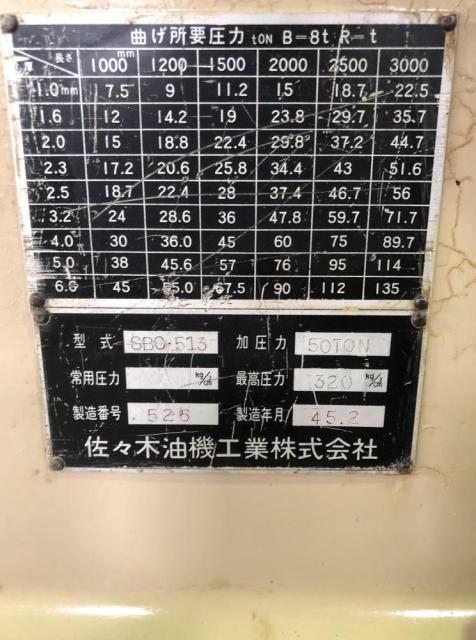 曲げ所要圧力 tON B=8t R=t
長さ 厚 1000mm 1200 1500 2000 2500 3000
1.0mm 7.5 9 11.2 15 18.7 22.5
1.6 12 14.2 19 23.8 29.7 35.7
2.0 15 18.8 22.4 29.8 37.2 44.7
2.3 17.2 20.6 25.8 34.4 43 51.6
2.5 18.7 22.4 28 37.4 46.7 56
3.2 24 28.6 36 47.8 59.7 71.7
4.0 30 36.0 45 60 75 89.7
5.0 38 45.6 57 76 95 114
6.0 45 55.0 67.5 90 112 135
型式 SBO-513 加圧力 50TON
常用圧力 kg/cm 最高圧力 320 kg/cm
製造番号 .525 製造年月 45.2
佐々木油機工業株式会社